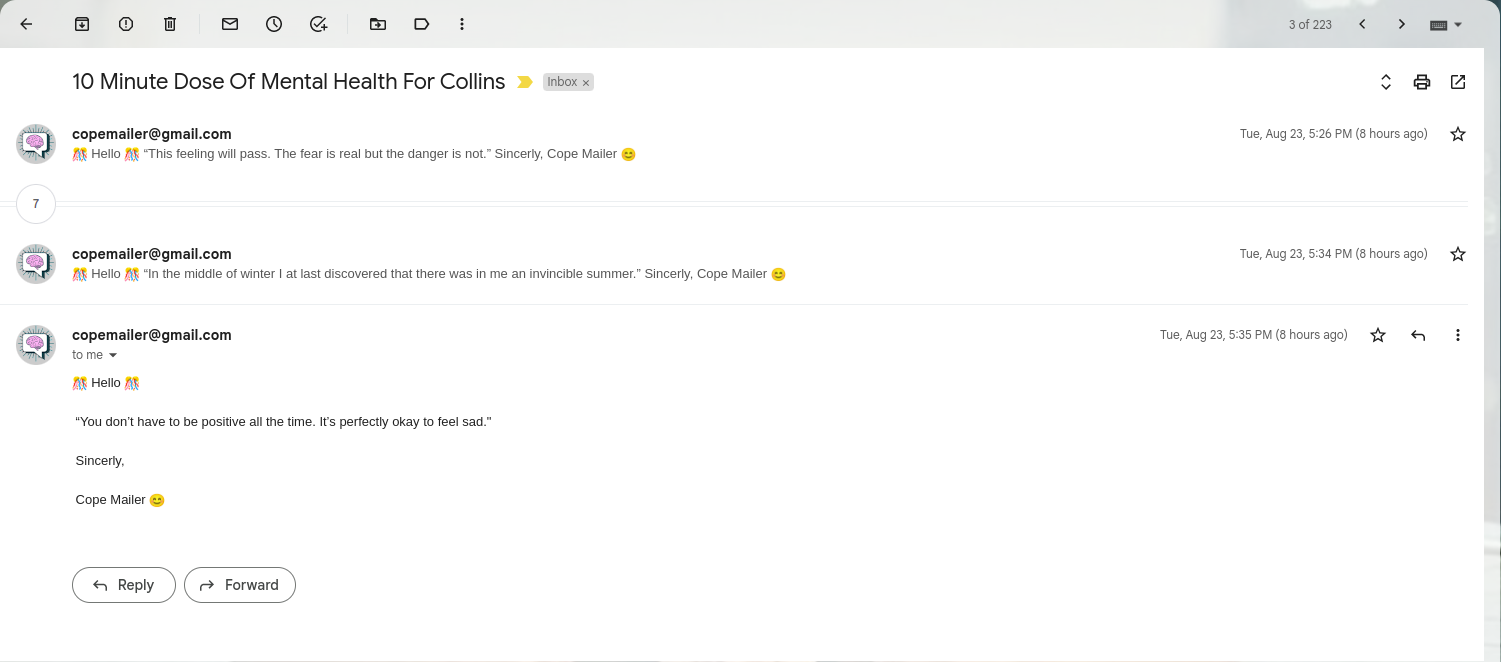 3 of 223
10 Minute Dose Of Mental Health For Collins Inbox ×
copemailer@gmail.com Tue, Aug 23, 5:26 PM (8 hours ago)
🎊 Hello 🎊 “This feeling will pass. The fear is real but the danger is not.” Sincerly, Cope Mailer 😊
7
copemailer@gmail.com Tue, Aug 23, 5:34 PM (8 hours ago)
🎊 Hello 🎊 “In the middle of winter I at last discovered that there was in me an invincible summer.” Sincerly, Cope Mailer 😊
copemailer@gmail.com Tue, Aug 23, 5:35 PM (8 hours ago)
to me
🎊 Hello 🎊
“You don’t have to be positive all the time. It’s perfectly okay to feel sad."
Sincerly,
Cope Mailer 😊
Reply Forward